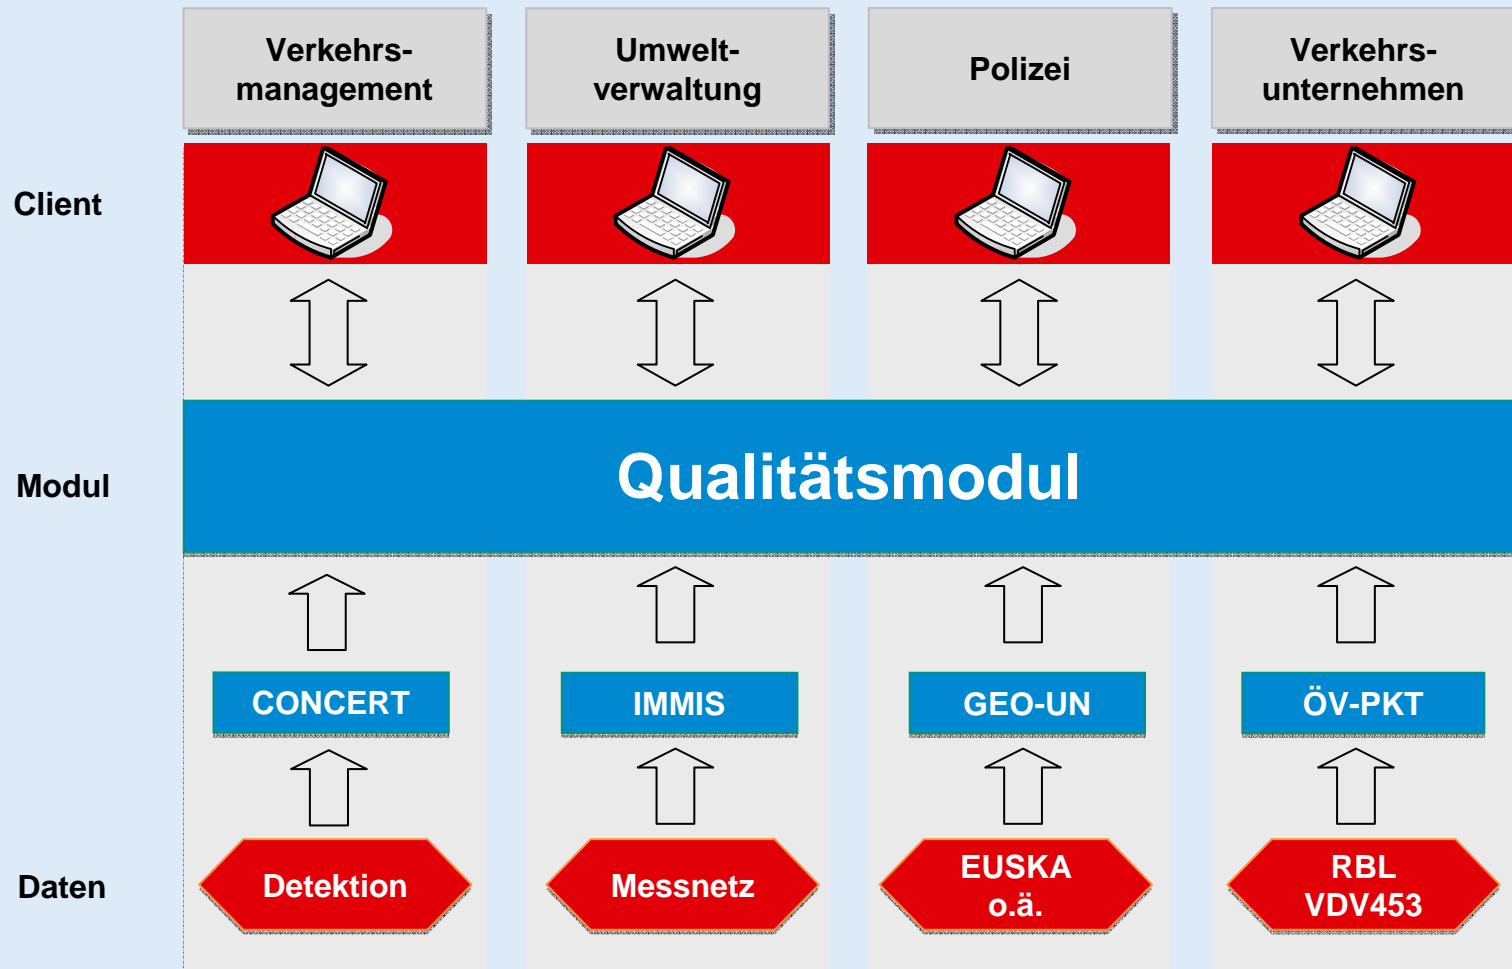 Verkehrs-
management
Umwelt-
verwaltung
Polizei
Verkehrs-
unternehmen
Client
Modul
Qualitätsmodul
CONCERT
IMMIS
GEO-UN
ÖV-PKT
Daten
Detektion
Messnetz
EUSKA
o.ä.
RBL
VDV453